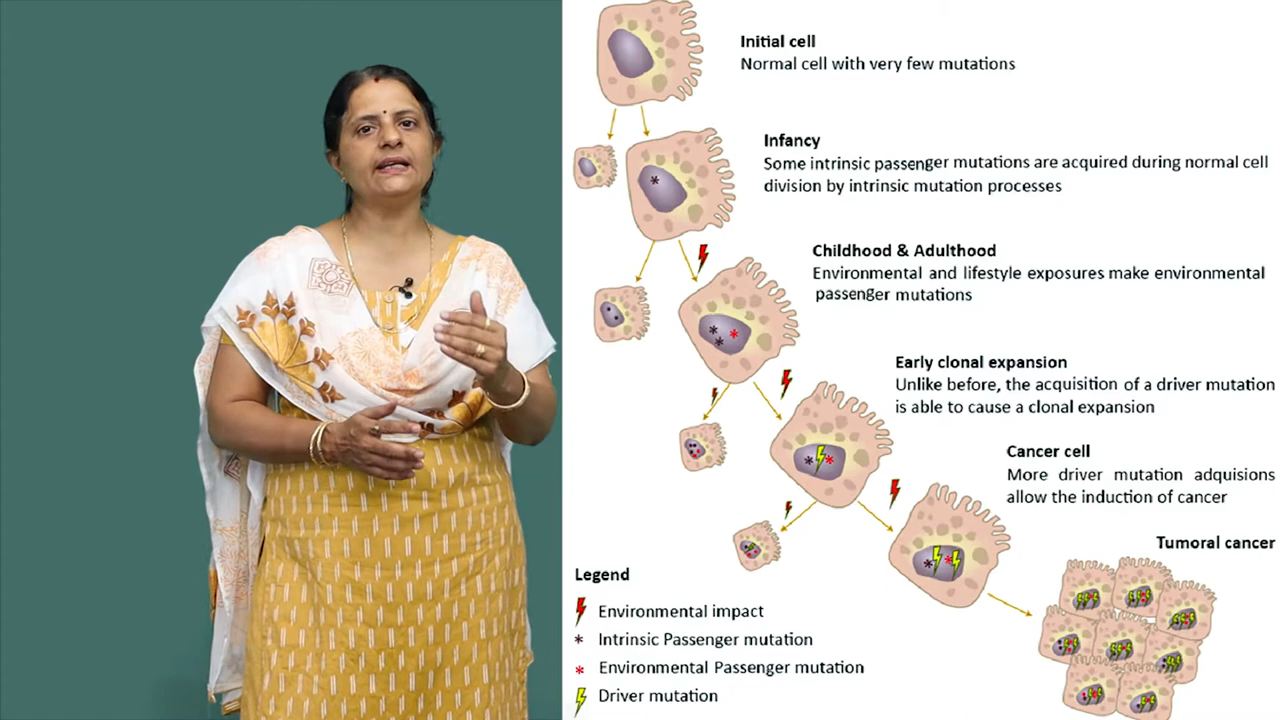 Initial cell
Normal cell with very few mutations
Infancy
Some intrinsic passenger mutations are acquired during normal cell
division by intrinsic mutation processes
Childhood & Adulthood
Environmental and lifestyle exposures make environmental
passenger mutations
Early clonal expansion
Unlike before, the acquisition of a driver mutation
is able to cause a clonal expansion
Cancer cell
More driver mutation adquisions
allow the induction of cancer
Tumoral cancer
Legend
Environmental impact
Intrinsic Passenger mutation
Environmental Passenger mutation
Driver mutation